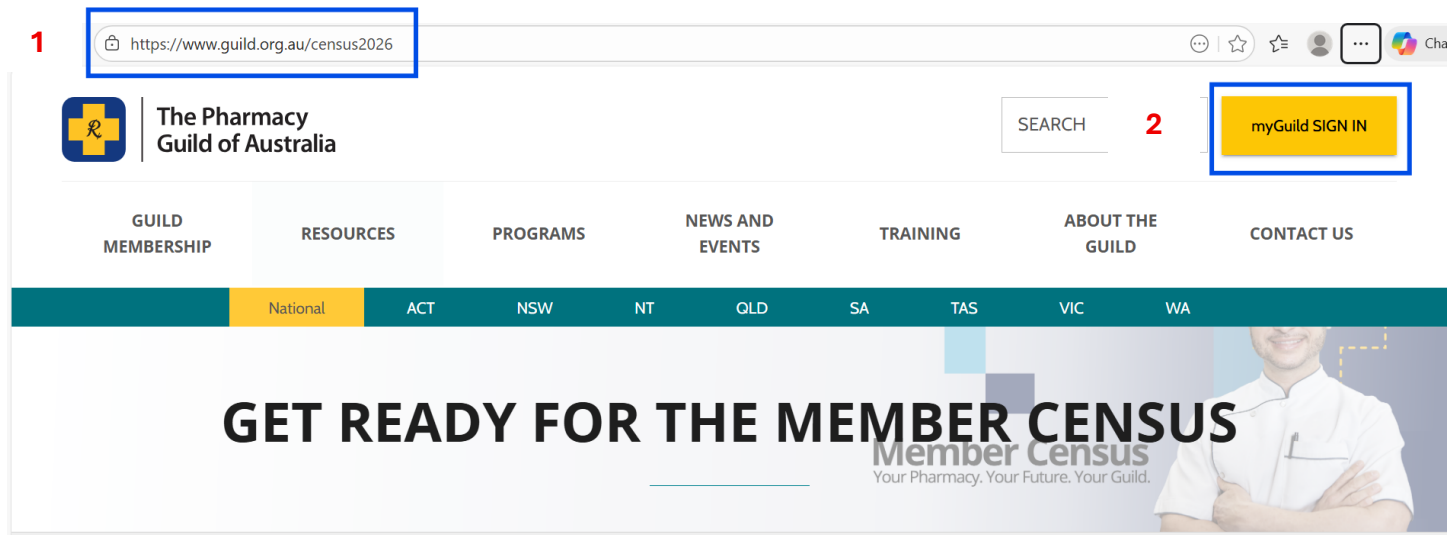 1
https://www.guild.org.au/census2026
Cha
The Pharmacy
Guild of Australia
SEARCH
2
myGuild SIGN IN
GUILD
MEMBERSHIP
RESOURCES
PROGRAMS
NEWS AND
EVENTS
TRAINING
ABOUT THE
GUILD
CONTACT US
National
ACT
NSW
NT
QLD
SA
TAS
VIC
WA
GET READY FOR THE MEMBER CENSUS
Member Census
Your Pharmacy. Your Future. Your Guild.